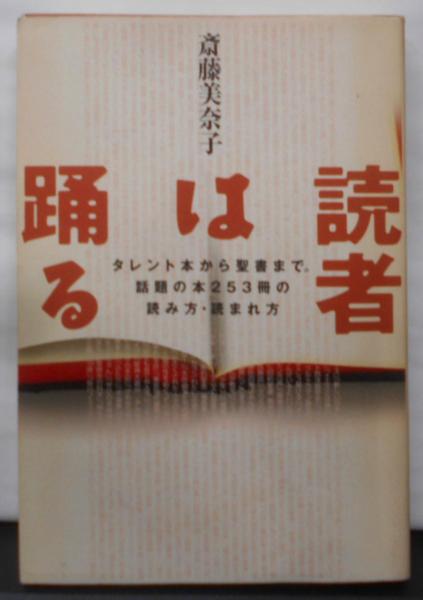 斎藤美奈子
読者
は
踊る
タレント本から聖書まで。
話題の本253冊の
読み方・読まれ方